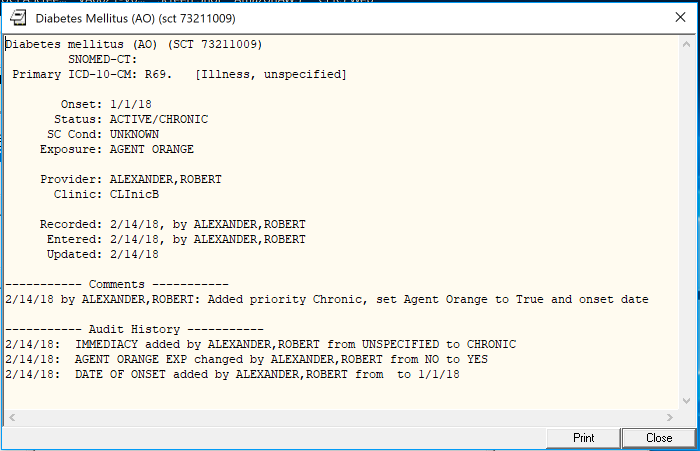 Diabetes Mellitus (AO) (sct 73211009)
Diabetes mellitus (AO) (SCT 73211009)
SNOMED-CT:
Primary ICD-10-CM: R69. [Illness, unspecified]
Onset: 1/1/18
Status: ACTIVE/CHRONIC
SC Cond: UNKNOWN
Exposure: AGENT ORANGE
Provider: ALEXANDER,ROBERT
Clinic: CLInicB
Recorded: 2/14/18, by ALEXANDER,ROBERT
Entered: 2/14/18, by ALEXANDER,ROBERT
Updated: 2/14/18
----------- Comments -----------
2/14/18 by ALEXANDER,ROBERT: Added priority Chronic, set Agent Orange to True and onset date
----------- Audit History -----------
2/14/18: IMMEDIACY added by ALEXANDER,ROBERT from UNSPECIFIED to CHRONIC
2/14/18: AGENT ORANGE EXP changed by ALEXANDER,ROBERT from NO to YES
2/14/18: DATE OF ONSET added by ALEXANDER,ROBERT from  to 1/1/18
Print Close